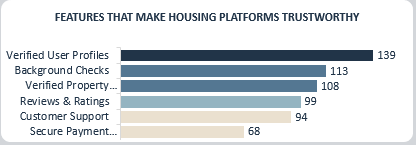 FEATURES THAT MAKE HOUSING PLATFORMS TRUSTWORTHY
Verified User Profiles 139
Background Checks 113
Verified Property... 108
Reviews & Ratings 99
Customer Support 94
Secure Payment... 68